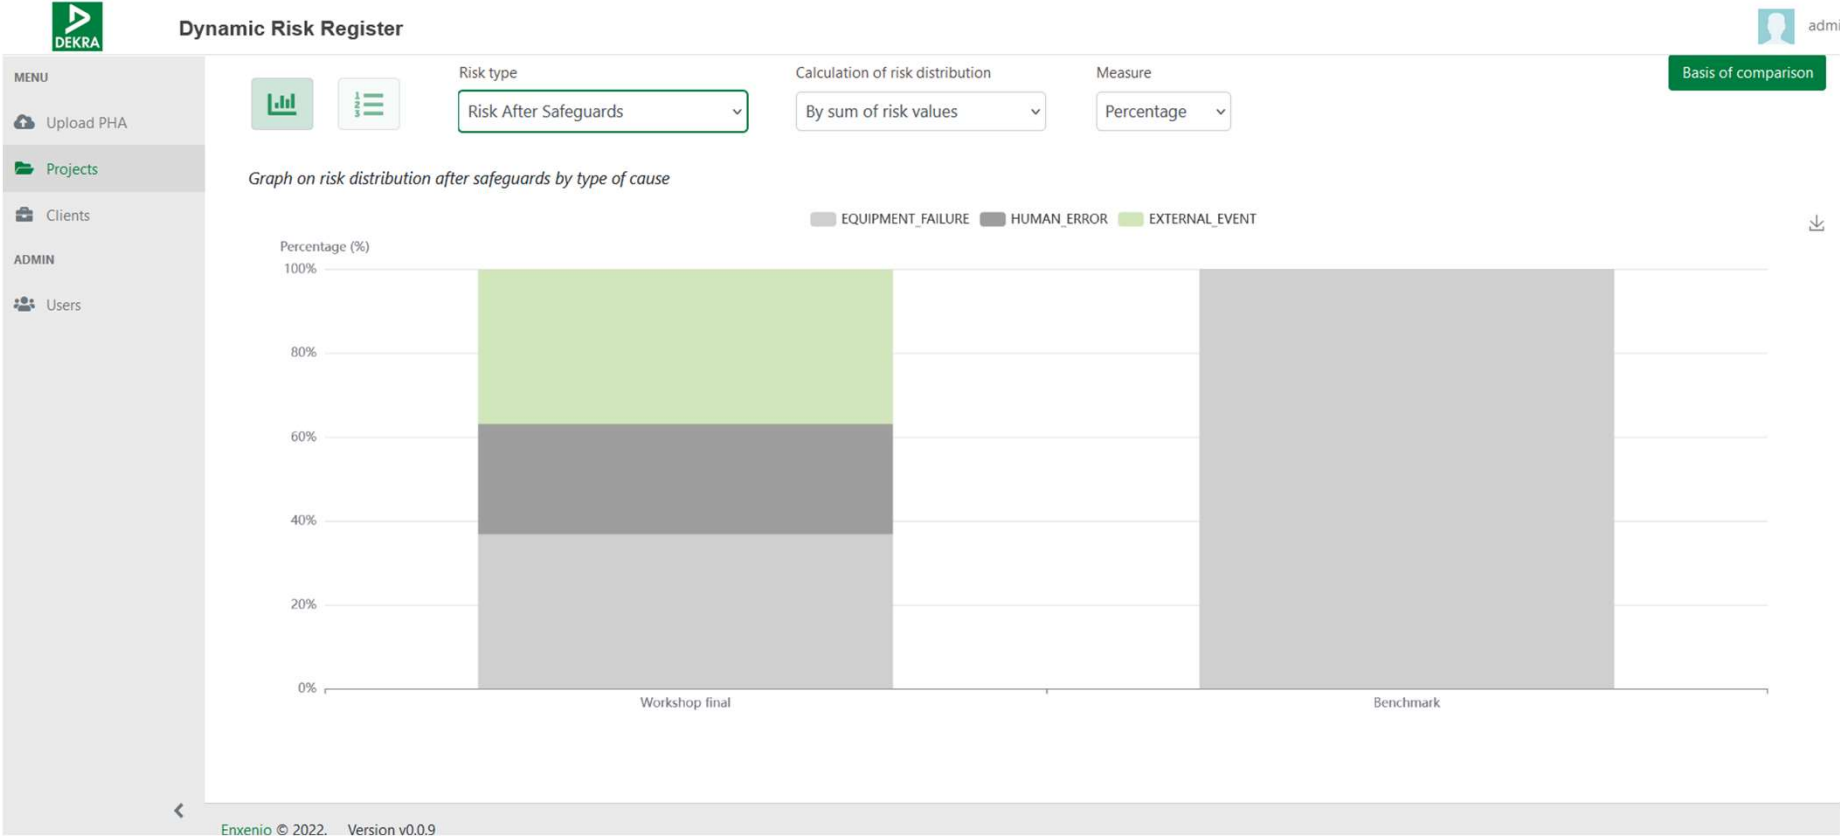 DEKRA
Dynamic Risk Register
admi
MENU
Upload PHA
Projects
Clients
ADMIN
Users
1
2
3
Risk type
Risk After Safeguards
Calculation of risk distribution
By sum of risk values
Measure
Percentage
Basis of comparison
Graph on risk distribution after safeguards by type of cause
EQUIPMENT_FAILURE HUMAN_ERROR EXTERNAL_EVENT
Percentage (%)
100%
80%
60%
40%
20%
0%
Workshop final Benchmark
Enxenio © 2022. Version v0.0.9